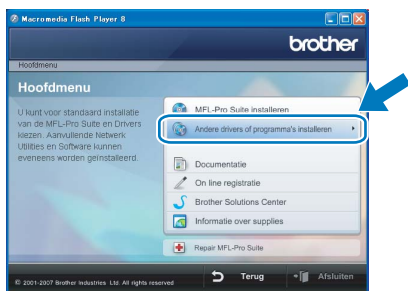 Macromedia Flash Player 8
brother
Hoofdmenu
Hoofdmenu
U kunt voor standaard installatie
van de MFL-Pro Suite en Drivers
kiezen. Aanvullende Netwerk
Utilities en Software kunnen
eveneens worden geïnstalleerd.
MFL-Pro Suite installeren
Andere drivers of programma's installeren
Documentatie
On line registratie
Brother Solutions Center
Informatie over supplies
Repair MFL-Pro Suite
© 2001-2007 Brother Industries Ltd. All rights reserved
Terug
Afsluiten